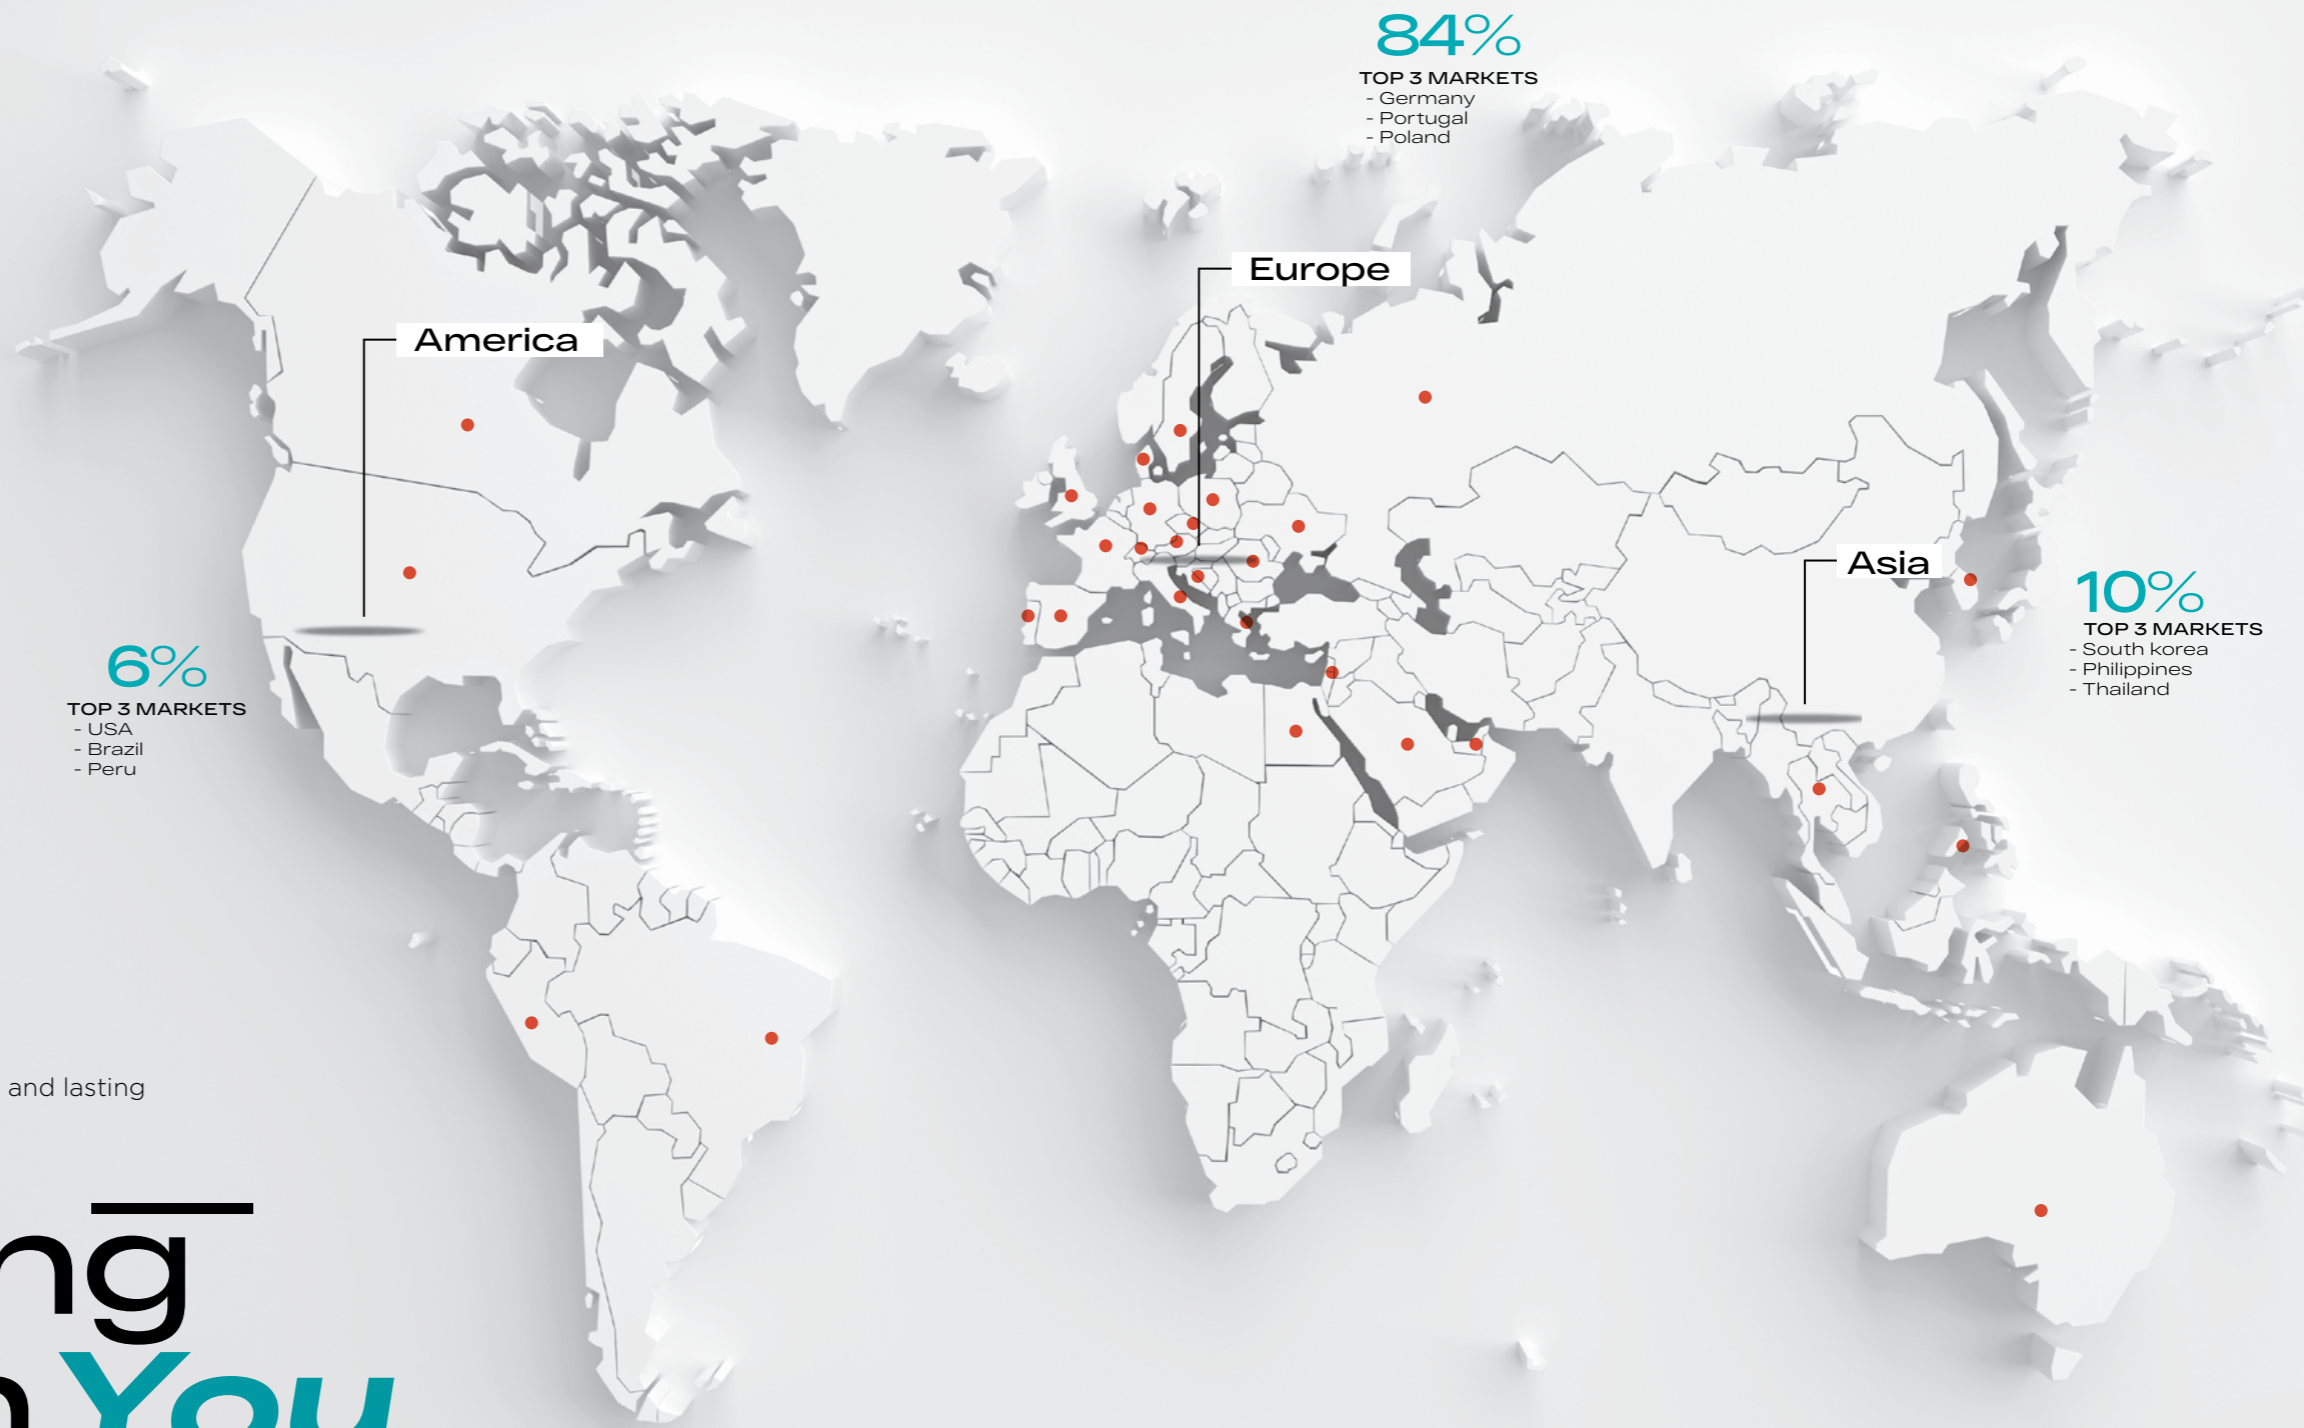 84%
TOP 3 MARKETS
- Germany
- Portugal
- Poland
Europe
America
Asia
10%
TOP 3 MARKETS
- South korea
- Philippines
- Thailand
6%
TOP 3 MARKETS
- USA
- Brazil
- Peru
and lasting
ng
You